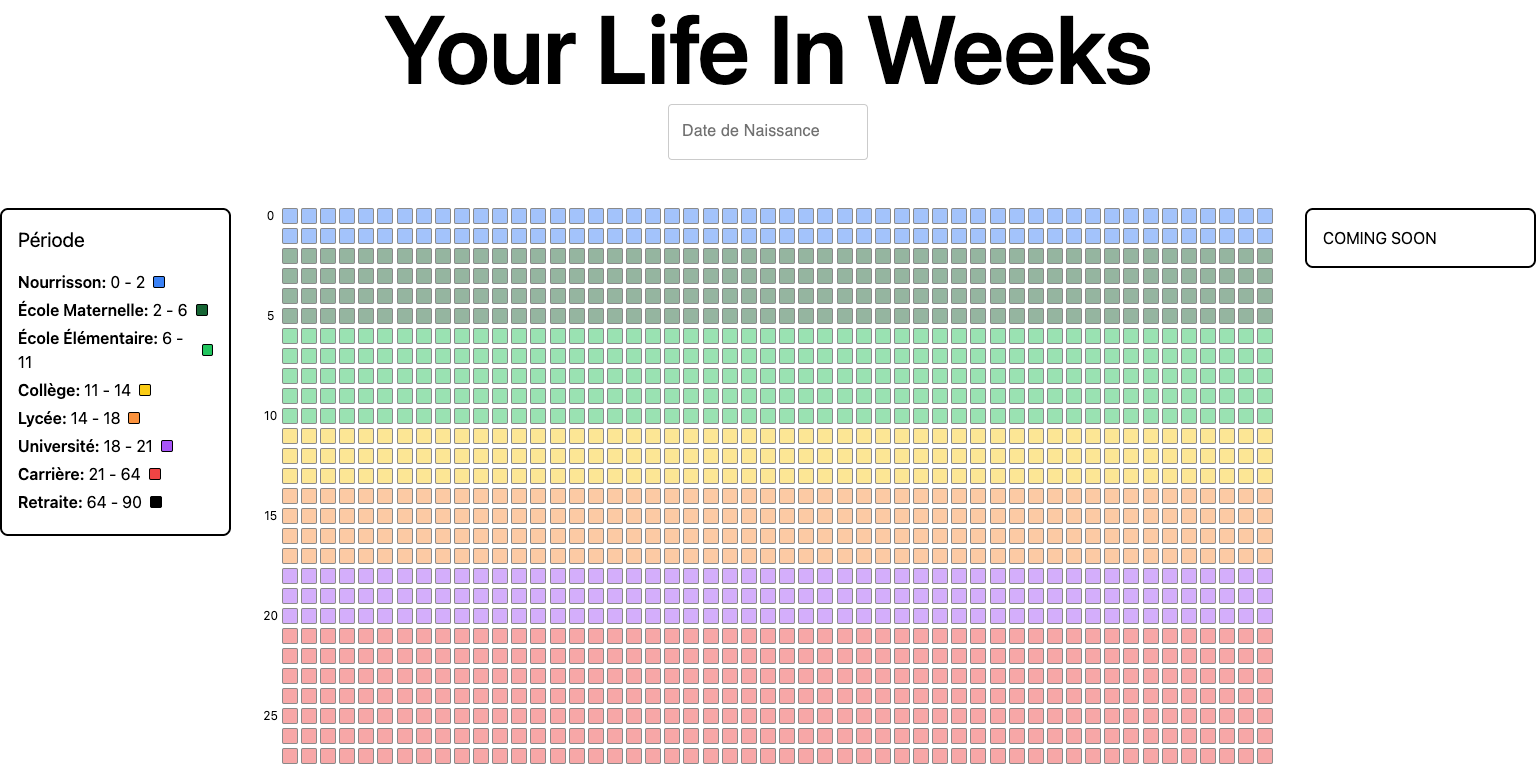 Your Life In Weeks
Date de Naissance
Période
Nourrisson: 0 - 2
École Maternelle: 2 - 6
École Élémentaire: 6 -
11
Collège: 11 - 14
Lycée: 14 - 18
Université: 18 - 21
Carrière: 21 - 64
Retraite: 64 - 90
0
5
10
15
20
25
COMING SOON